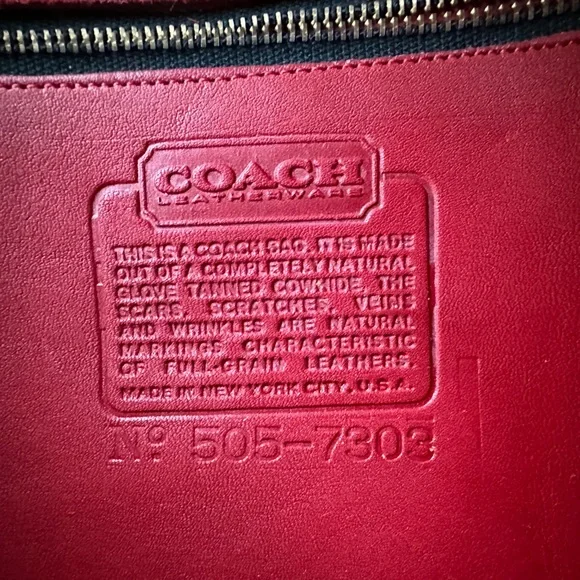 COACH
LEATHERWARE
THIS IS A COACH BAG. IT IS MADE
OUT OF A COMPLETELY NATURAL
GLOVE TANNED COWHIDE, THE
SCARS, SCRATCHES, VEINS
AND WRINKLES ARE NATURAL
MARKINGS CHARACTERISTIC
OF FULL-GRAIN LEATHERS.
MADE IN NEW YORK CITY, U.S.A.
Nº 505-7303